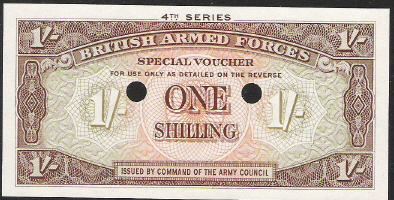 4TH SERIES
1/- 1/-
BRITISH ARMED FORCES
SPECIAL VOUCHER
FOR USE ONLY AS DETAILED ON THE REVERSE
1/- ONE 1/-
SHILLING
1/- 1/-
ISSUED BY COMMAND OF THE ARMY COUNCIL